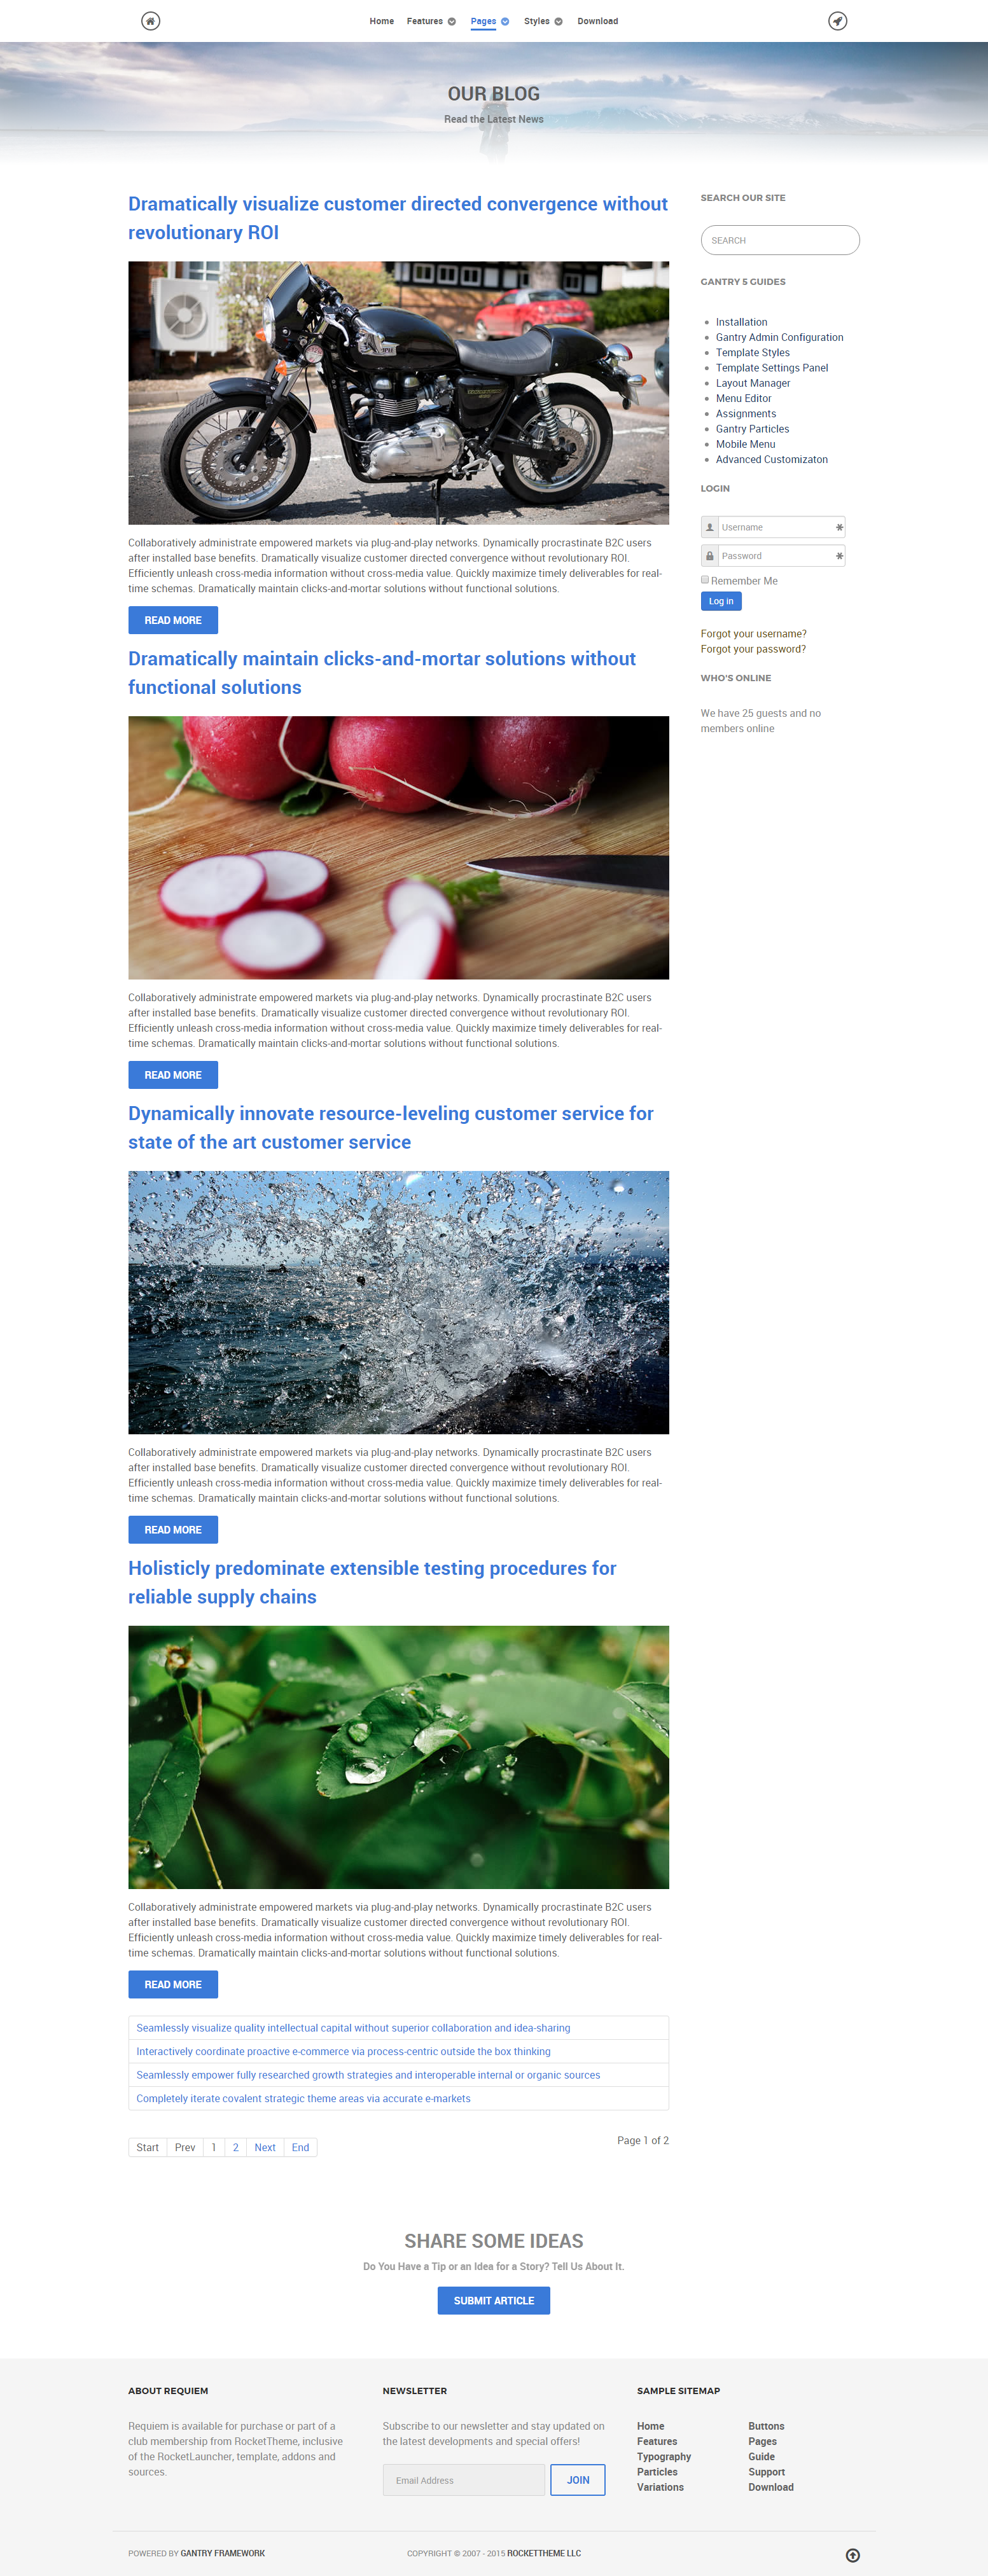 Home Features Pages Styles Download
OUR BLOG
Read the Latest News
Dramatically visualize customer directed convergence without
revolutionary ROI
Collaboratively administrate empowered markets via plug-and-play networks. Dynamically procrastinate B2C users
after installed base benefits. Dramatically visualize customer directed convergence without revolutionary ROI.
Efficiently unleash cross-media information without cross-media value. Quickly maximize timely deliverables for real-
time schemas. Dramatically maintain clicks-and-mortar solutions without functional solutions.
READ MORE
Dramatically maintain clicks-and-mortar solutions without
functional solutions
Collaboratively administrate empowered markets via plug-and-play networks. Dynamically procrastinate B2C users
after installed base benefits. Dramatically visualize customer directed convergence without revolutionary ROI.
Efficiently unleash cross-media information without cross-media value. Quickly maximize timely deliverables for real-
time schemas. Dramatically maintain clicks-and-mortar solutions without functional solutions.
READ MORE
Dynamically innovate resource-leveling customer service for
state of the art customer service
Collaboratively administrate empowered markets via plug-and-play networks. Dynamically procrastinate B2C users
after installed base benefits. Dramatically visualize customer directed convergence without revolutionary ROI.
Efficiently unleash cross-media information without cross-media value. Quickly maximize timely deliverables for real-
time schemas. Dramatically maintain clicks-and-mortar solutions without functional solutions.
READ MORE
Holisticly predominate extensible testing procedures for
reliable supply chains
Collaboratively administrate empowered markets via plug-and-play networks. Dynamically procrastinate B2C users
after installed base benefits. Dramatically visualize customer directed convergence without revolutionary ROI.
Efficiently unleash cross-media information without cross-media value. Quickly maximize timely deliverables for real-
time schemas. Dramatically maintain clicks-and-mortar solutions without functional solutions.
READ MORE
Seamlessly visualize quality intellectual capital without superior collaboration and idea-sharing
Interactively coordinate proactive e-commerce via process-centric outside the box thinking
Seamlessly empower fully researched growth strategies and interoperable internal or organic sources
Completely iterate covalent strategic theme areas via accurate e-markets
Start Prev 1 2 Next End
Page 1 of 2
SEARCH OUR SITE
SEARCH
GANTRY 5 GUIDES
Installation
Gantry Admin Configuration
Template Styles
Template Settings Panel
Layout Manager
Menu Editor
Assignments
Gantry Particles
Mobile Menu
Advanced Customizaton
LOGIN
Username
Password
Remember Me
Log in
Forgot your username?
Forgot your password?
WHO'S ONLINE
We have 25 guests and no
members online
SHARE SOME IDEAS
Do You Have a Tip or an Idea for a Story? Tell Us About It.
SUBMIT ARTICLE
ABOUT REQUIEM
Requiem is available for purchase or part of a
club membership from RocketTheme, inclusive
of the RocketLauncher, template, addons and
sources.
NEWSLETTER
Subscribe to our newsletter and stay updated on
the latest developments and special offers!
Email Address
JOIN
SAMPLE SITEMAP
Home
Features
Typography
Particles
Variations
Buttons
Pages
Guide
Support
Download
POWERED BY GANTRY FRAMEWORK
COPYRIGHT © 2007 - 2015 ROCKETTHEME LLC